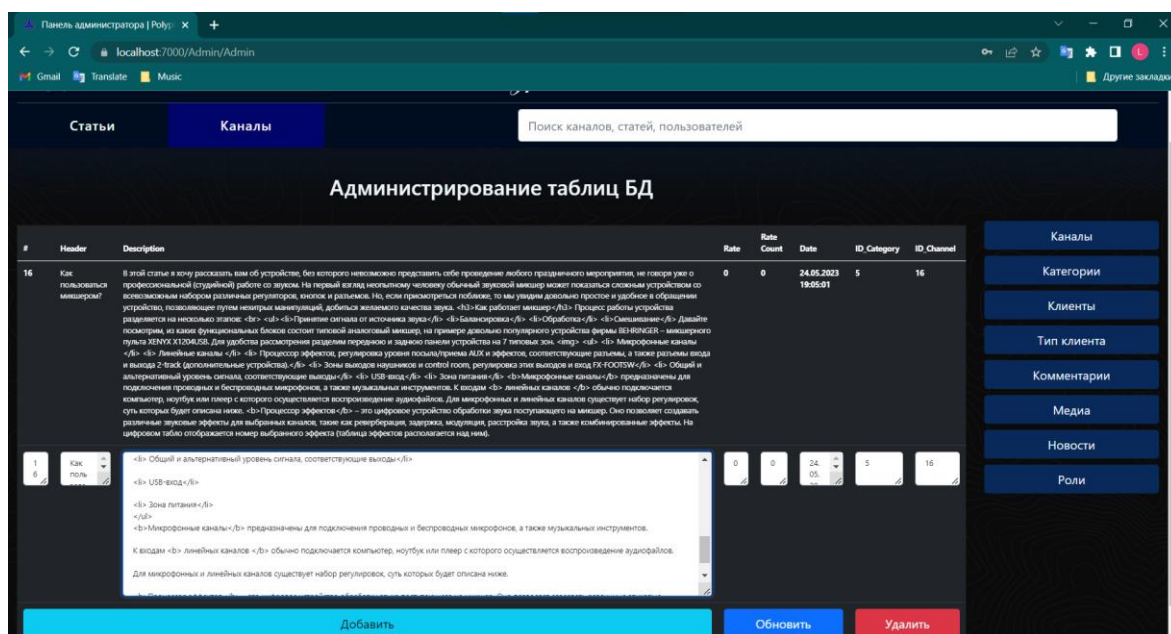 Панель администратора | Polyp
localhost:7000/Admin/Admin
Gmail Translate Music
Другие закладки
Статьи Каналы Поиск каналов, статей, пользователей
Администрирование таблиц БД
# Header Description Rate Rate Count Date ID_Category ID_Channel
16 Как пользоваться микшером?
В этой статье я хочу рассказать вам об устройстве, без которого невозможно представить себе проведение любого праздничного мероприятия, не говоря уже о
профессиональной (студийной) работе со звуком. На первый взгляд неопытному человеку обычный звуковой микшер может показаться сложным устройством со
всевозможным набором различных регуляторов, кнопок и разъемов. Но, если присмотреться поближе, то мы увидим довольно простое и удобное в обращении
устройство, позволяющее путем нехитрых манипуляций, добиться желаемого качества звука. <h3>Как работает микшер</h3> Процесс работы устройства
разделяется на несколько этапов: <br> <ul> <li>Принятие сигнала от источника звука</li> <li>Балансировка</li> <li>Обработка</li> <li>Смешивание</li> Давайте
посмотрим, из каких функциональных блоков состоит типовой аналоговый микшер, на примере довольно популярного устройства фирмы BEHRINGER – микшерного
пульта XENYX X1204USB. Для удобства рассмотрения разделим переднюю и заднюю панели устройства на 7 типовых зон. <img> <ul> <li> Микрофонные каналы
</li> <li> Линейные каналы </li> <li> Процессор эффектов, регулировка уровня посыла/приема AUX и эффектов, соответствующие разъемы, а также разъемы входа
и выхода 2-track (дополнительные устройства).</li> <li> Зоны выходов наушников и control room, регулировка этих выходов и вход FX-FOOTSW</li> <li> Общий и
альтернативный уровень сигнала, соответствующие выходы</li> <li> USB-вход</li> <li> Зона питания</li> <b>Микрофонные каналы</b> предназначены для
подключения проводных и беспроводных микрофонов, а также музыкальных инструментов. К входам <b> линейных каналов </b> обычно подключается
компьютер, ноутбук или плеер с которого осуществляется воспроизведение аудиофайлов. Для микрофонных и линейных каналов существует набор регулировок,
суть которых будет описана ниже. <b>Процессор эффектов</b> – это цифровое устройство обработки звука поступающего на микшер. Оно позволяет создавать
различные звуковые эффекты для выбранных каналов, такие как реверберация, задержка, модуляция, расстройка звука, а также комбинированные эффекты. На
цифровом табло отображается номер выбранного эффекта (таблица эффектов располагается над ним).
0 0 24.05.2023 19:05:01 5 16
1
6
Как
поль
<li> Общий и альтернативный уровень сигнала, соответствующие выходы</li>
<li> USB-вход</li>
<li> Зона питания</li>
</ul>
<b>Микрофонные каналы</b> предназначены для подключения проводных и беспроводных микрофонов, а также музыкальных инструментов.
К входам <b> линейных каналов </b> обычно подключается компьютер, ноутбук или плеер с которого осуществляется воспроизведение аудиофайлов.
Для микрофонных и линейных каналов существует набор регулировок, суть которых будет описана ниже.
0 0
24.
05.
5 16
Добавить Обновить Удалить
Каналы
Категории
Клиенты
Тип клиента
Комментарии
Медиа
Новости
Роли